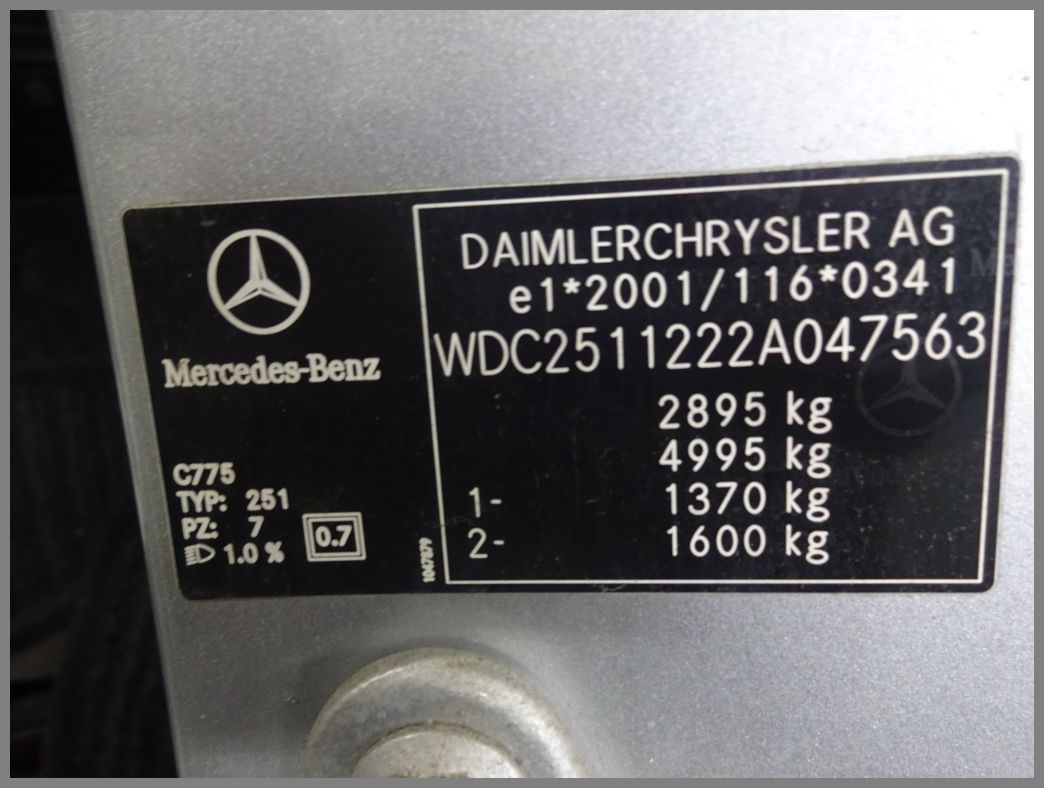 Mercedes-Benz
C775
TYP: 251
PZ: 7
1.0 %
0.7
1047879
DAIMLERCHRYSLER AG
e1*2001/116*0341
WDC2511222A047563
2895 kg
4995 kg
1- 1370 kg
2- 1600 kg